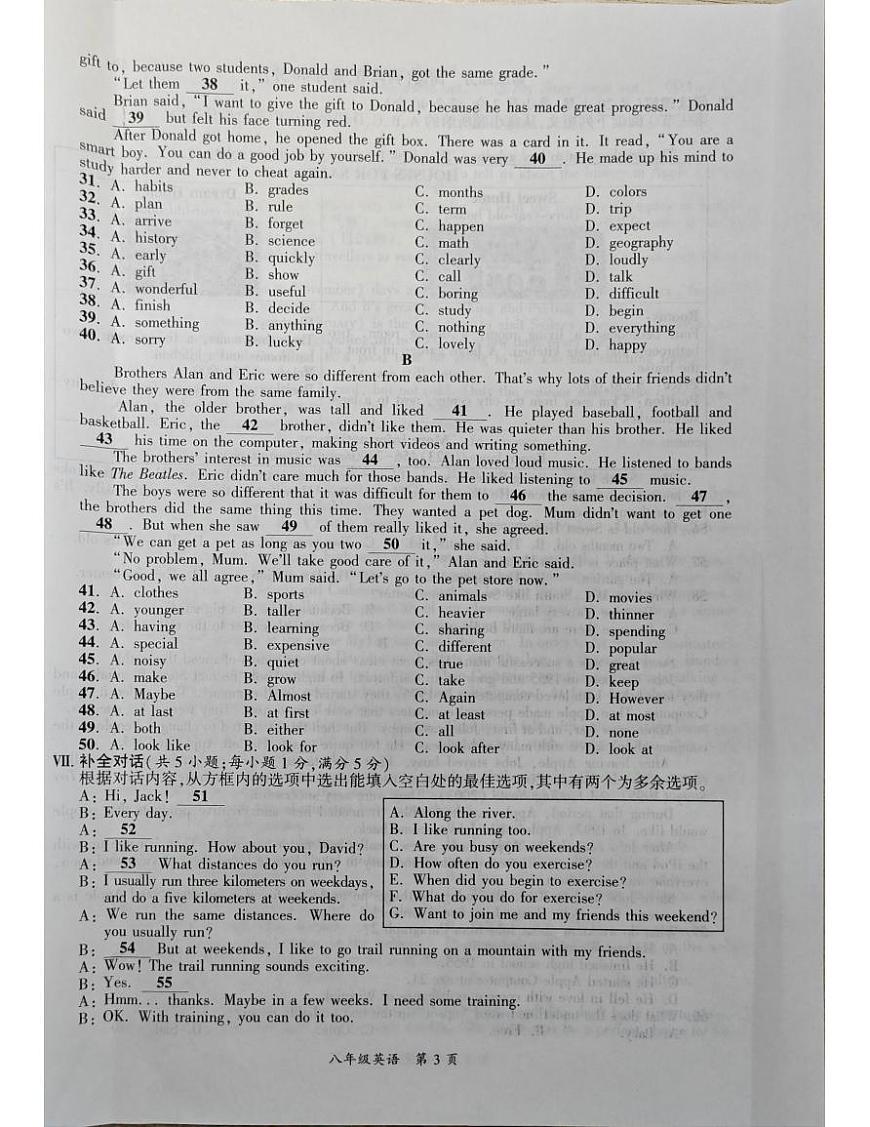 gift to, because two students, Donald and Brian, got the same grade."
"Let them 38 it," one student said.
Brian said, "I want to give the gift to Donald, because he has made great progress." Donald
said 39 but felt his face turning red.
After Donald got home, he opened the gift box. There was a card in it. It read, "You are a
smart boy. You can do a good job by yourself." Donald was very 40 . He made up his mind to
study harder and never to cheat again.
31. A. habits B. grades C. months D. colors
32. A. plan B. rule C. term D. trip
33. A. arrive B. forget C. happen D. expect
34. A. history B. science C. math D. geography
35. A. early B. quickly C. clearly D. loudly
36. A. gift B. show C. call D. talk
37. A. wonderful B. useful C. boring D. difficult
38. A. finish B. decide C. study D. begin
39. A. something B. anything C. nothing D. everything
40. A. sorry B. lucky C. lovely D. happy
B
Brothers Alan and Eric were so different from each other. That's why lots of their friends didn't
believe they were from the same family.
Alan, the older brother, was tall and liked 41 . He played baseball, football and
basketball. Eric, the 42 brother, didn't like them. He was quieter than his brother. He liked
43 his time on the computer, making short videos and writing something.
The brothers' interest in music was 44 , too. Alan loved loud music. He listened to bands
like The Beatles. Eric didn't care much for those bands. He liked listening to 45 music.
The boys were so different that it was difficult for them to 46 the same decision. 47 ,
the brothers did the same thing this time. They wanted a pet dog. Mum didn't want to get one
48 . But when she saw 49 of them really liked it, she agreed.
"We can get a pet as long as you two 50 it," she said.
"No problem, Mum. We'll take good care of it," Alan and Eric said.
"Good, we all agree," Mum said. "Let's go to the pet store now."
41. A. clothes B. sports C. animals D. movies
42. A. younger B. taller C. heavier D. thinner
43. A. having B. learning C. sharing D. spending
44. A. special B. expensive C. different D. popular
45. A. noisy B. quiet C. true D. great
46. A. make B. grow C. take D. keep
47. A. Maybe B. Almost C. Again D. However
48. A. at last B. at first C. at least D. at most
49. A. both B. either C. all D. none
50. A. look like B. look for C. look after D. look at
Ⅶ. 补全对话(共5小题;每小题1分,满分5分)
根据对话内容,从方框内的选项中选出能填入空白处的最佳选项,其中有两个为多余选项。
A: Hi, Jack! 51
B: Every day.
A: 52
B: I like running. How about you, David?
A: 53 What distances do you run?
B: I usually run three kilometers on weekdays,
and do a five kilometers at weekends.
A: We run the same distances. Where do
you usually run?
A. Along the river.
B. I like running too.
C. Are you busy on weekends?
D. How often do you exercise?
E. When did you begin to exercise?
F. What do you do for exercise?
G. Want to join me and my friends this weekend?
B: 54 But at weekends, I like to go trail running on a mountain with my friends.
A: Wow! The trail running sounds exciting.
B: Yes. 55
A: Hmm... thanks. Maybe in a few weeks. I need some training.
B: OK. With training, you can do it too.
八年级英语 第3页